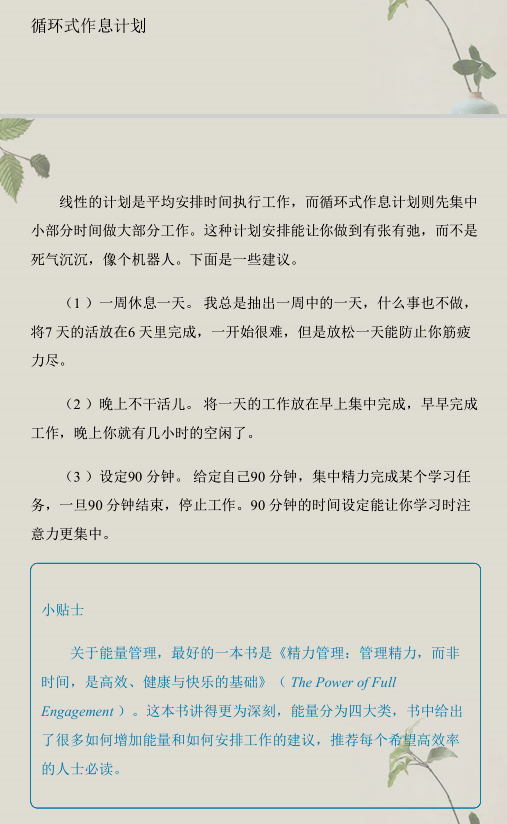 循环式作息计划
线性的计划是平均安排时间执行工作，而循环式作息计划则先集中
小部分时间做大部分工作。这种计划安排能让你做到有张有弛，而不是
死气沉沉，像个机器人。下面是一些建议。
（1 ）一周休息一天。 我总是抽出一周中的一天，什么事也不做，
将7 天的活放在6 天里完成，一开始很难，但是放松一天能防止你筋疲
力尽。
（2 ）晚上不干活儿。 将一天的工作放在早上集中完成，早早完成
工作，晚上你就有几小时的空闲了。
（3 ）设定90 分钟。 给定自己90 分钟，集中精力完成某个学习任
务，一旦90 分钟结束，停止工作。90 分钟的时间设定能让你学习时注
意力更集中。
小贴士
关于能量管理，最好的一本书是《精力管理：管理精力，而非
时间，是高效、健康与快乐的基础》（ The Power of Full
Engagement ）。这本书讲得更为深刻，能量分为四大类，书中给出
了很多如何增加能量和如何安排工作的建议，推荐每个希望高效率
的人士必读。